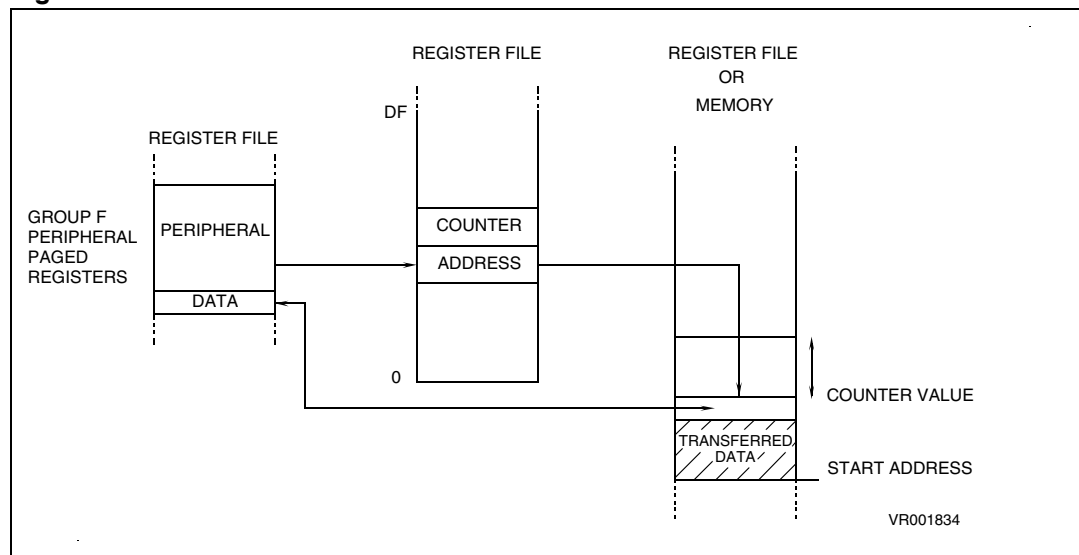 REGISTER FILE
REGISTER FILE
OR
MEMORY
DF
REGISTER FILE
GROUP F
PERIPHERAL
PAGED
REGISTERS
PERIPHERAL
DATA
COUNTER
ADDRESS
0
COUNTER VALUE
TRANSFERRED
DATA
START ADDRESS
VR001834